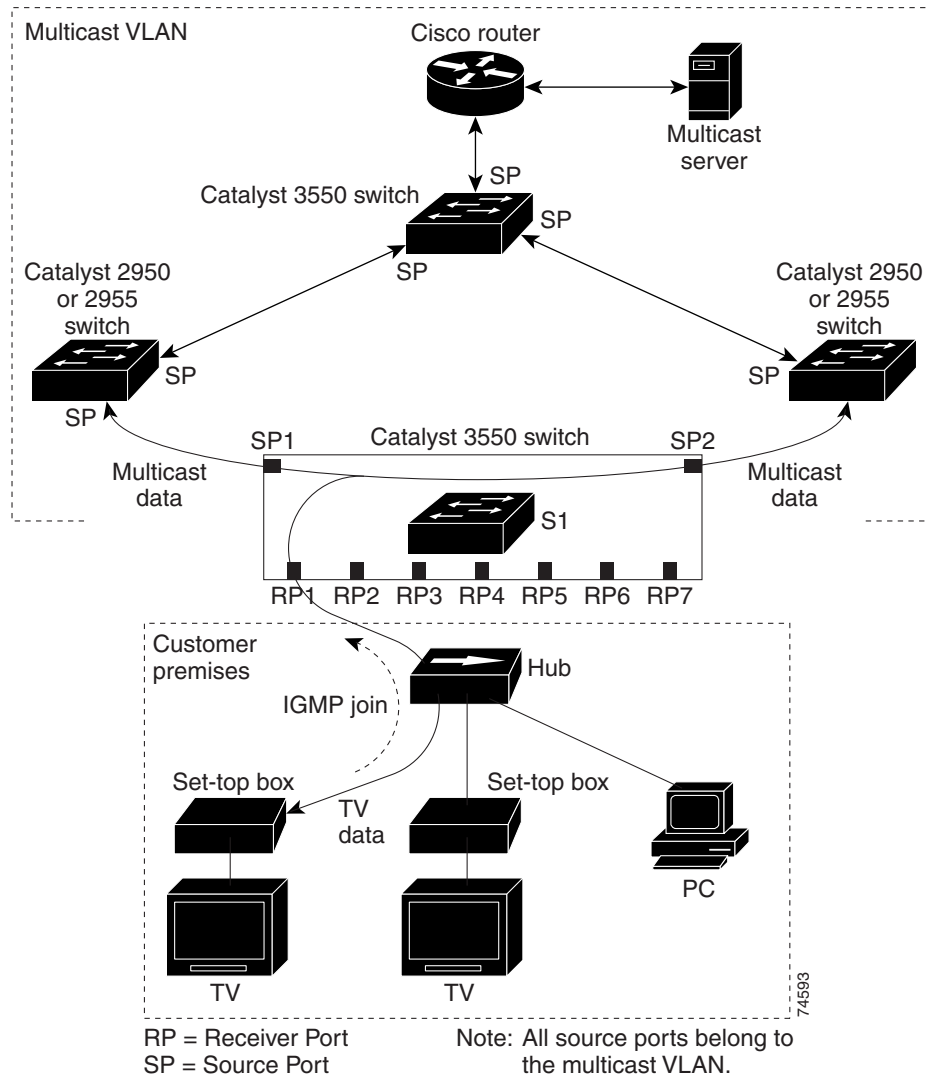 Multicast VLAN
Cisco router
Multicast
server
SP
Catalyst 3550 switch
SP
SP
Catalyst 2950
or 2955
switch
Catalyst 2950
or 2955
switch
SP
SP
SP
SP1
Catalyst 3550 switch
SP2
Multicast
data
Multicast
data
S1
RP1
RP2
RP3
RP4
RP5
RP6
RP7
Customer
premises
Hub
IGMP join
Set-top box
Set-top box
TV
data
PC
TV
TV
74593
RP = Receiver Port
SP = Source Port
Note: All source ports belong to
the multicast VLAN.